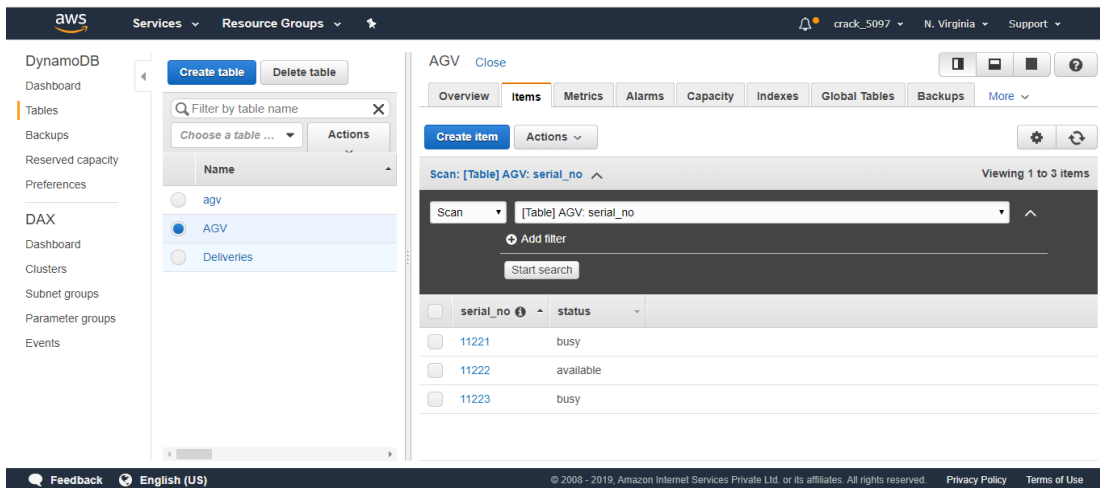 aws Services Resource Groups crack_5097 N. Virginia Support
DynamoDB
Dashboard
Tables
Backups
Reserved capacity
Preferences
DAX
Dashboard
Clusters
Subnet groups
Parameter groups
Events
Create table Delete table
Filter by table name
Choose a table ... Actions
Name
agv
AGV
Deliveries
AGV Close
Overview Items Metrics Alarms Capacity Indexes Global Tables Backups More
Create item Actions
Scan: [Table] AGV: serial_no Viewing 1 to 3 items
Scan [Table] AGV: serial_no
Add filter
Start search
serial_no status
11221 busy
11222 available
11223 busy
Feedback English (US) © 2008 - 2019, Amazon Internet Services Private Ltd. or its affiliates. All rights reserved. Privacy Policy Terms of Use